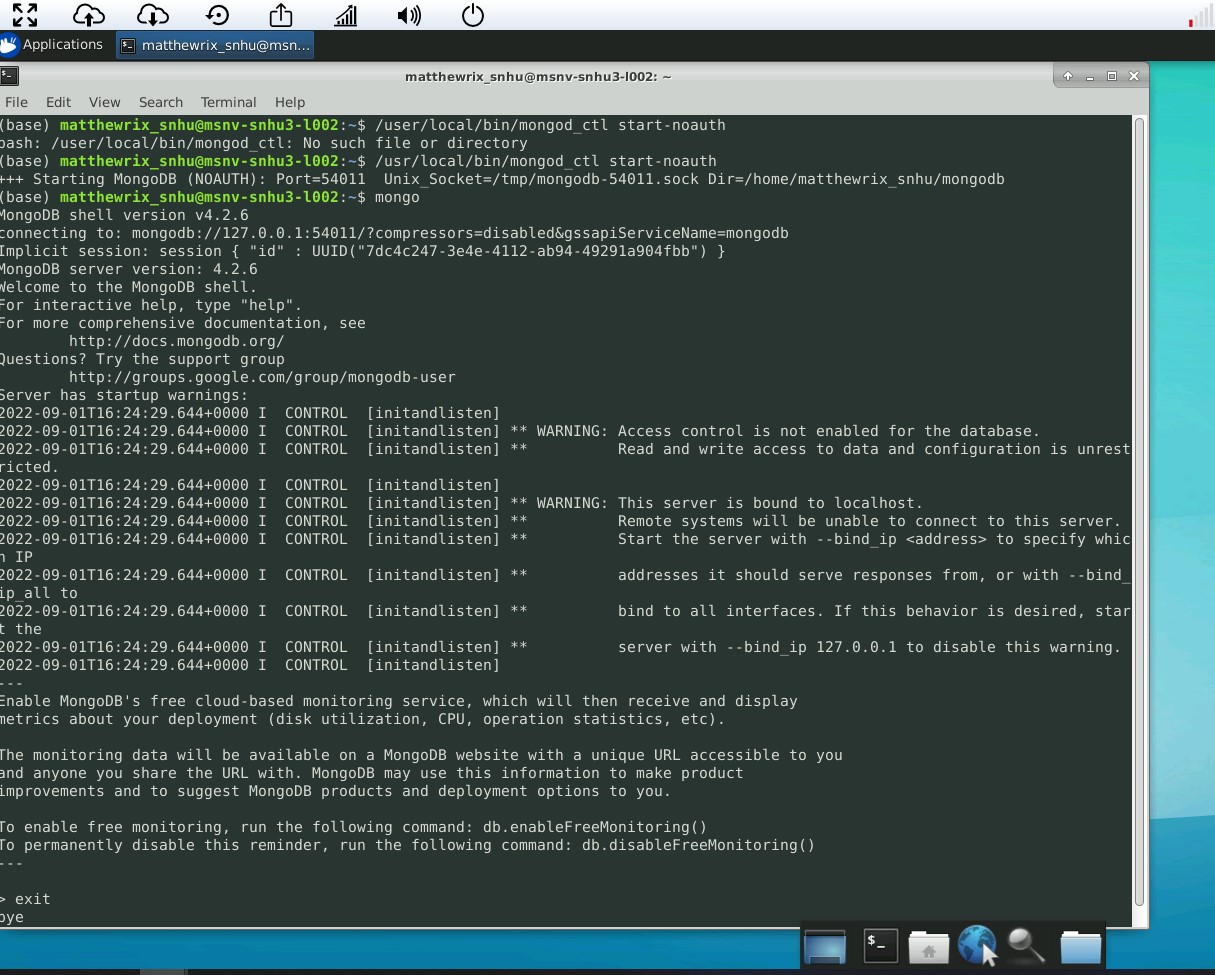 Applications
matthewrix_snhu@msn...
matthewrix_snhu@msnv-snhu3-l002: ~
File Edit View Search Terminal Help
(base) matthewrix_snhu@msnv-snhu3-l002:~$ /user/local/bin/mongod_ctl start-noauth
bash: /user/local/bin/mongod_ctl: No such file or directory
(base) matthewrix_snhu@msnv-snhu3-l002:~$ /usr/local/bin/mongod_ctl start-noauth
+++ Starting MongoDB (NOAUTH): Port=54011  Unix_Socket=/tmp/mongodb-54011.sock Dir=/home/matthewrix_snhu/mongodb
(base) matthewrix_snhu@msnv-snhu3-l002:~$ mongo
MongoDB shell version v4.2.6
connecting to: mongodb://127.0.0.1:54011/?compressors=disabled&gssapiServiceName=mongodb
Implicit session: session { "id" : UUID("7dc4c247-3e4e-4112-ab94-49291a904fbb") }
MongoDB server version: 4.2.6
Welcome to the MongoDB shell.
For interactive help, type "help".
For more comprehensive documentation, see
        http://docs.mongodb.org/
Questions? Try the support group
        http://groups.google.com/group/mongodb-user
Server has startup warnings:
2022-09-01T16:24:29.644+0000 I  CONTROL  [initandlisten]
2022-09-01T16:24:29.644+0000 I  CONTROL  [initandlisten] ** WARNING: Access control is not enabled for the database.
2022-09-01T16:24:29.644+0000 I  CONTROL  [initandlisten] **          Read and write access to data and configuration is unrest
ricted.
2022-09-01T16:24:29.644+0000 I  CONTROL  [initandlisten]
2022-09-01T16:24:29.644+0000 I  CONTROL  [initandlisten] ** WARNING: This server is bound to localhost.
2022-09-01T16:24:29.644+0000 I  CONTROL  [initandlisten] **          Remote systems will be unable to connect to this server.
2022-09-01T16:24:29.644+0000 I  CONTROL  [initandlisten] **          Start the server with --bind_ip <address> to specify whic
h IP
2022-09-01T16:24:29.644+0000 I  CONTROL  [initandlisten] **          addresses it should serve responses from, or with --bind_
ip_all to
2022-09-01T16:24:29.644+0000 I  CONTROL  [initandlisten] **          bind to all interfaces. If this behavior is desired, star
t the
2022-09-01T16:24:29.644+0000 I  CONTROL  [initandlisten] **          server with --bind_ip 127.0.0.1 to disable this warning.
2022-09-01T16:24:29.644+0000 I  CONTROL  [initandlisten]
---
Enable MongoDB's free cloud-based monitoring service, which will then receive and display
metrics about your deployment (disk utilization, CPU, operation statistics, etc).
The monitoring data will be available on a MongoDB website with a unique URL accessible to you
and anyone you share the URL with. MongoDB may use this information to make product
improvements and to suggest MongoDB products and deployment options to you.
To enable free monitoring, run the following command: db.enableFreeMonitoring()
To permanently disable this reminder, run the following command: db.disableFreeMonitoring()
---
> exit
bye